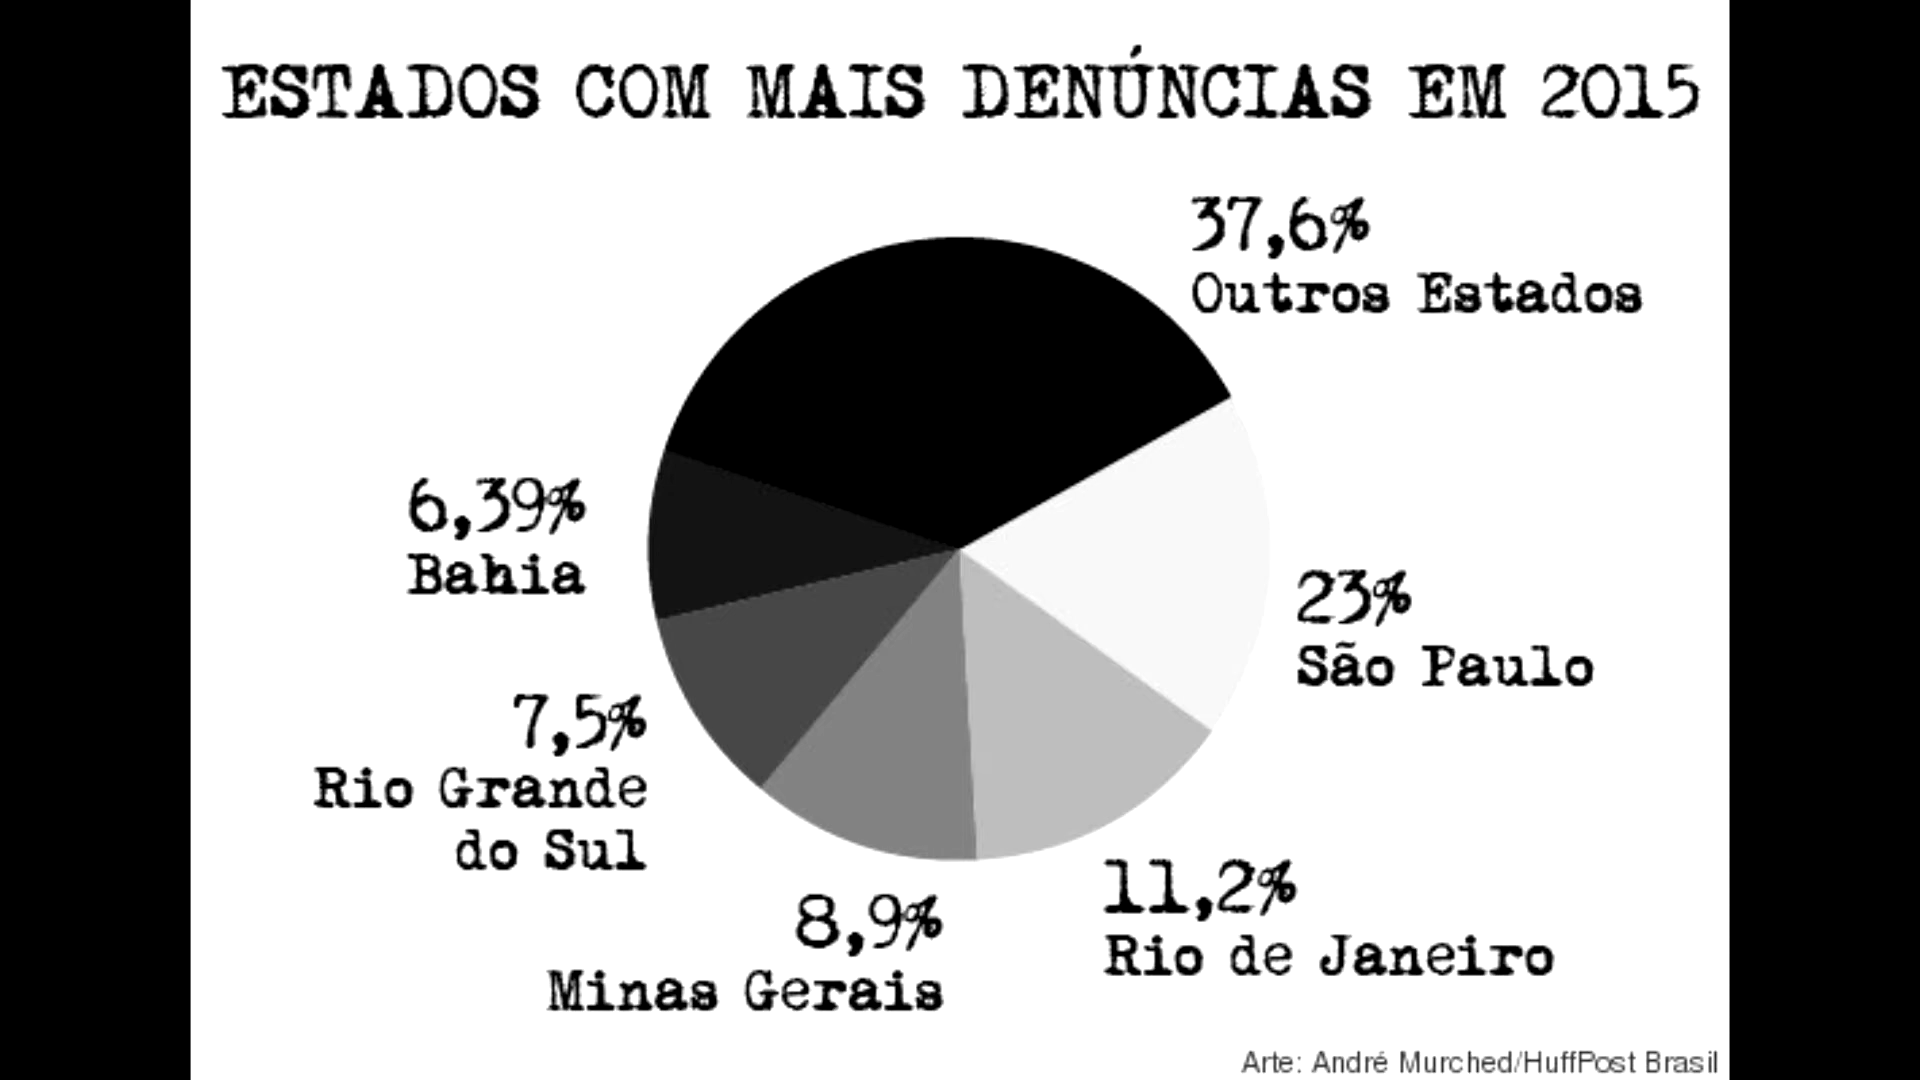 ESTADOS COM MAIS DENÚNCIAS EM 2015
37,6%
Outros Estados
6,39%
Bahia
23%
São Paulo
7,5%
Rio Grande
do Sul
11,2%
Rio de Janeiro
8,9%
Minas Gerais
Arte: André Murched/HuffPost Brasil